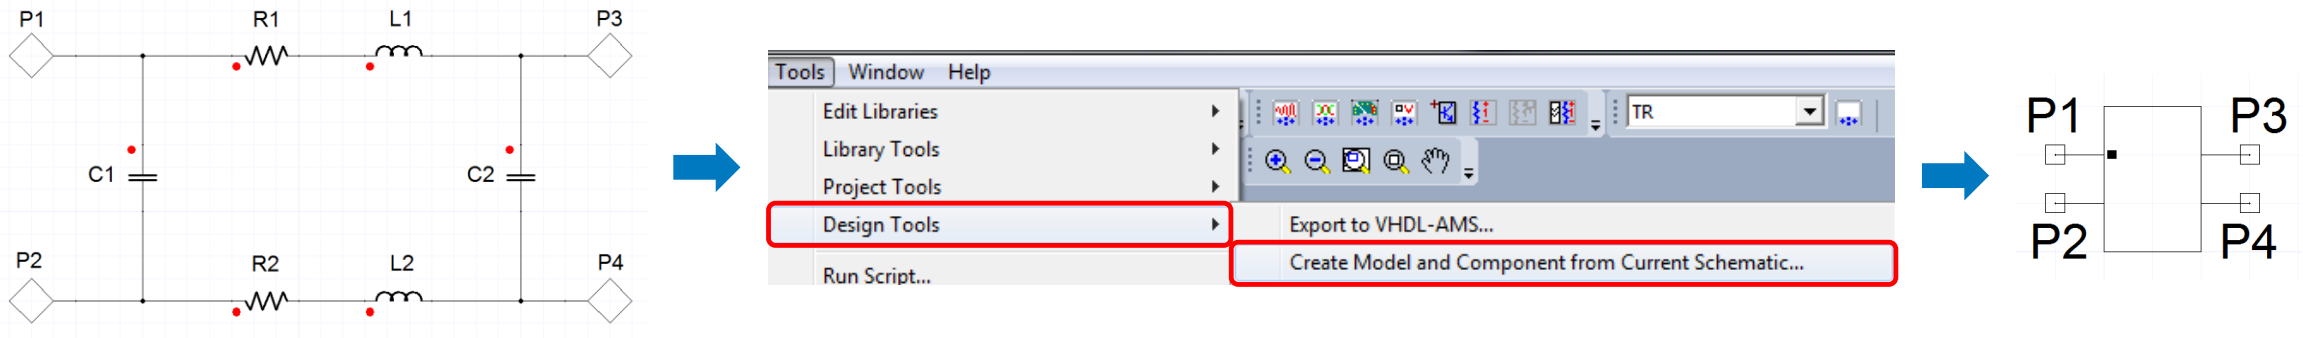 P1 R1 L1 P3
C1 C2
P2 R2 L2 P4
Tools Window Help
Edit Libraries
TR
Library Tools
Project Tools
Design Tools
Export to VHDL-AMS...
Create Model and Component from Current Schematic...
Run Script...
P1 P3
P2 P4